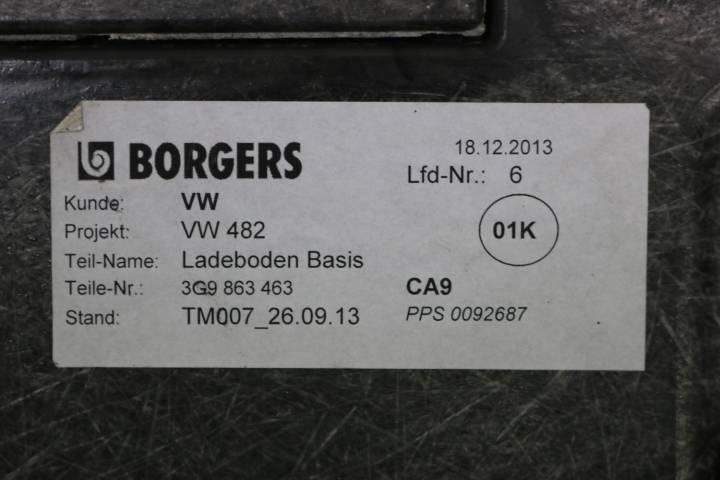 BORGERS
18.12.2013
Lfd-Nr.: 6
Kunde: VW
Projekt: VW 482
01K
Teil-Name: Ladeboden Basis
Teile-Nr.: 3G9 863 463
CA9
Stand: TM007_26.09.13
PPS 0092687